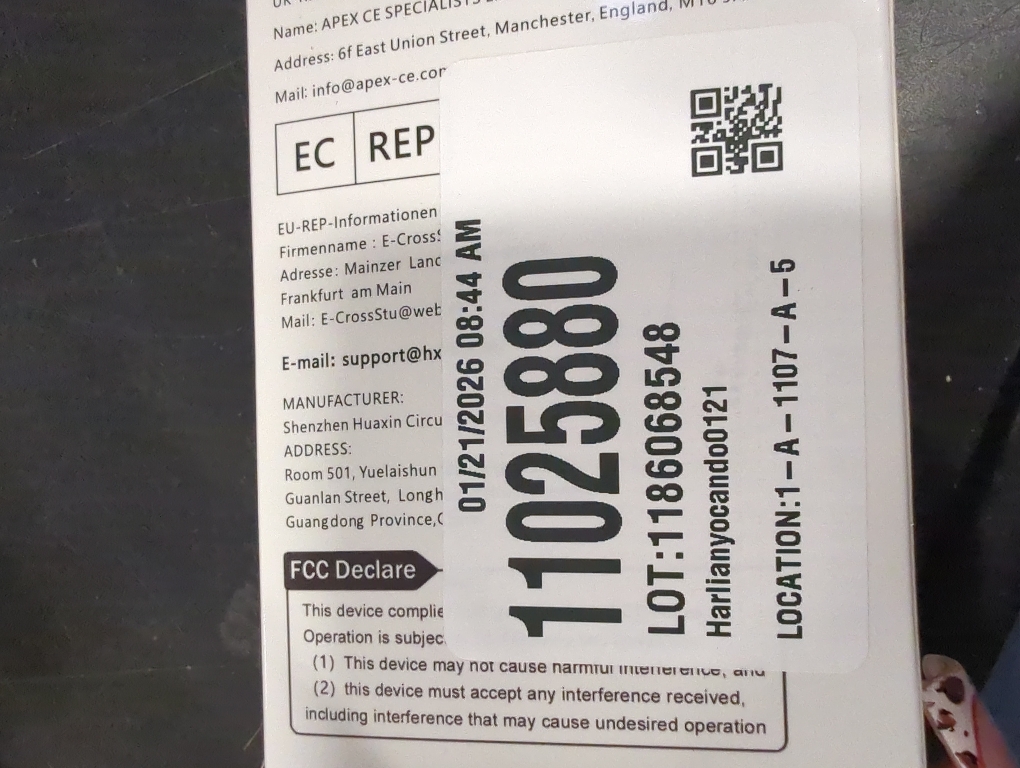 Name: APEX CE SPECIALISTS
Address: 6f East Union Street, Manchester, England,
Mail: info@apex-ce.com
EC REP
EU-REP-Informationen
Firmenname : E-CrossS
Adresse: Mainzer Land
Frankfurt am Main
Mail: E-CrossStu@web
E-mail: support@hx
MANUFACTURER:
Shenzhen Huaxin Circu
ADDRESS:
Room 501, Yuelaishun
Guanlan Street, Longh
Guangdong Province,C
FCC Declare
This device complie
Operation is subjec
(1) This device may not cause harmful interference, and
(2) this device must accept any interference received,
including interference that may cause undesired operation
01/21/2026 08:44 AM
11025880
LOT:1186068548
Harlianyocando0121
LOCATION:1-A-1107-A-5